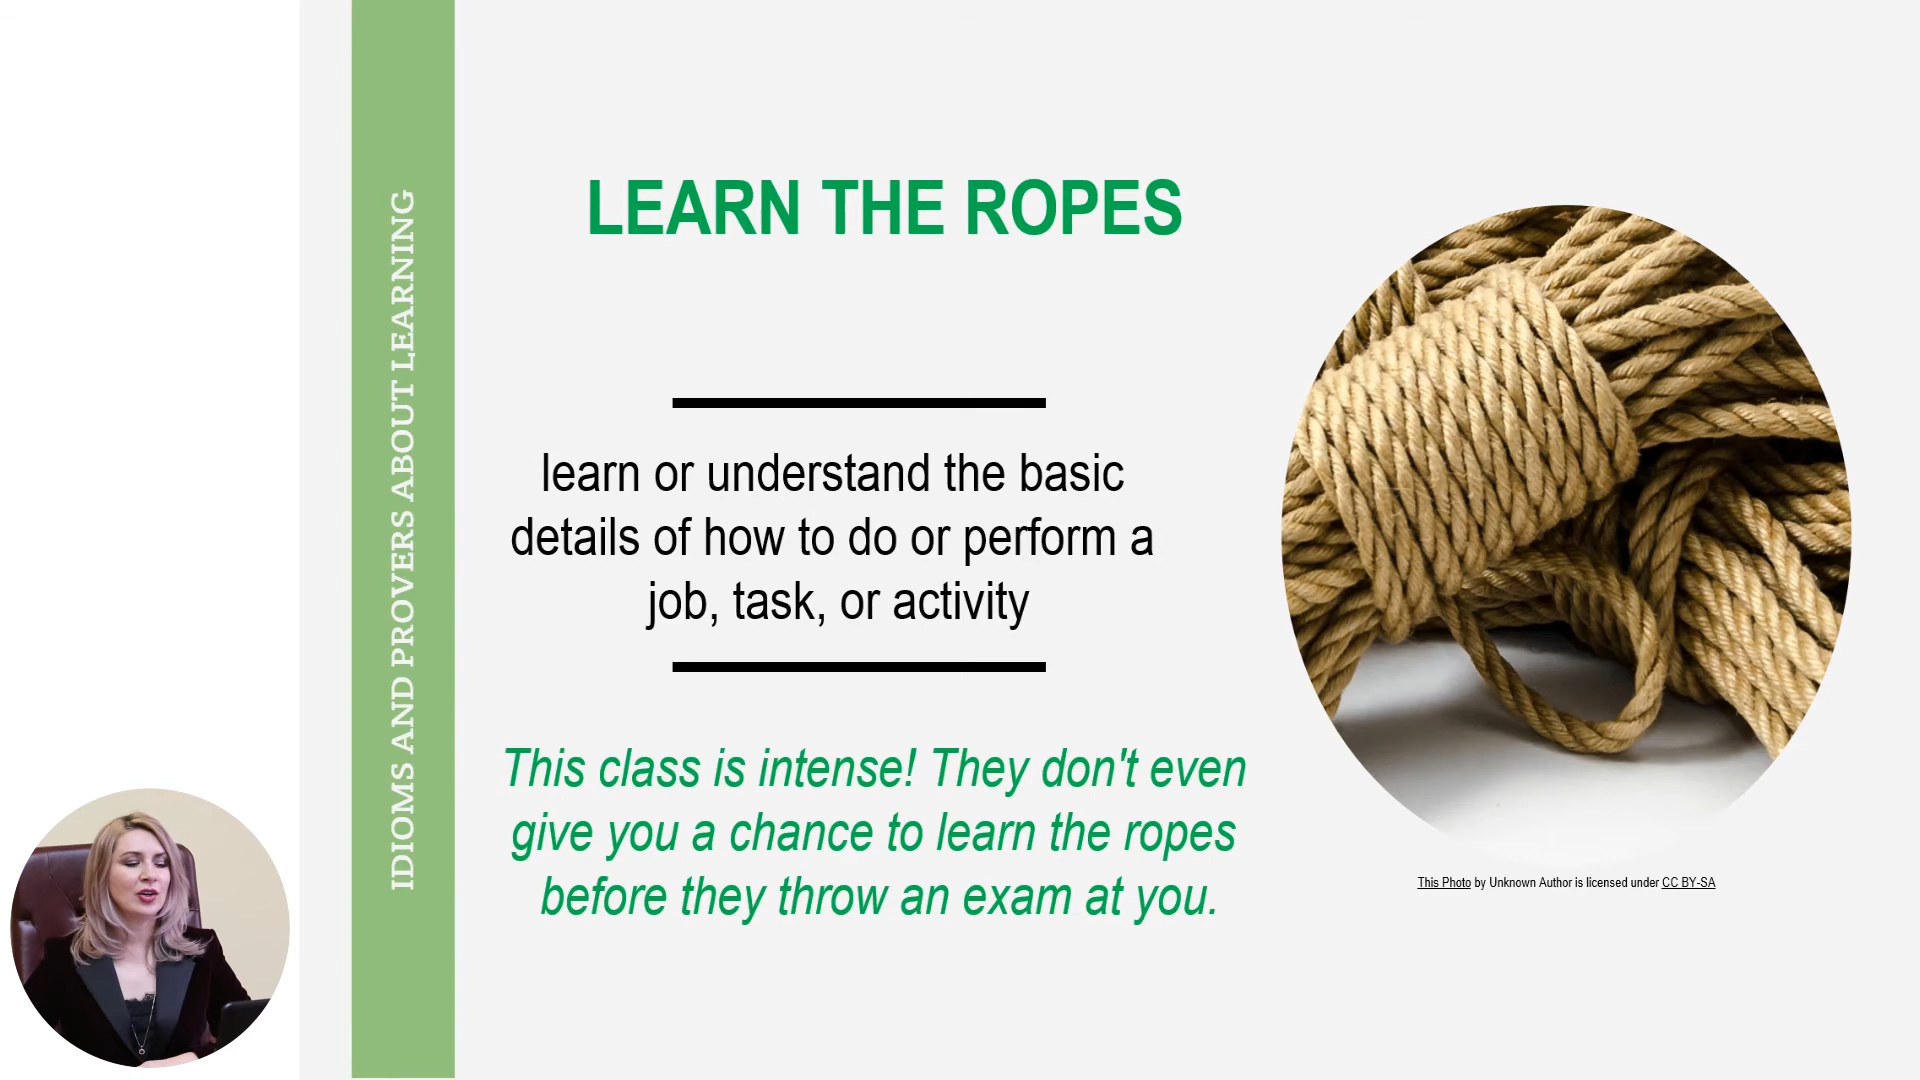 IDIOMS AND PROVERS ABOUT LEARNING
LEARN THE ROPES
learn or understand the basic
details of how to do or perform a
job, task, or activity
This class is intense! They don't even
give you a chance to learn the ropes
before they throw an exam at you.
This Photo by Unknown Author is licensed under CC BY-SA